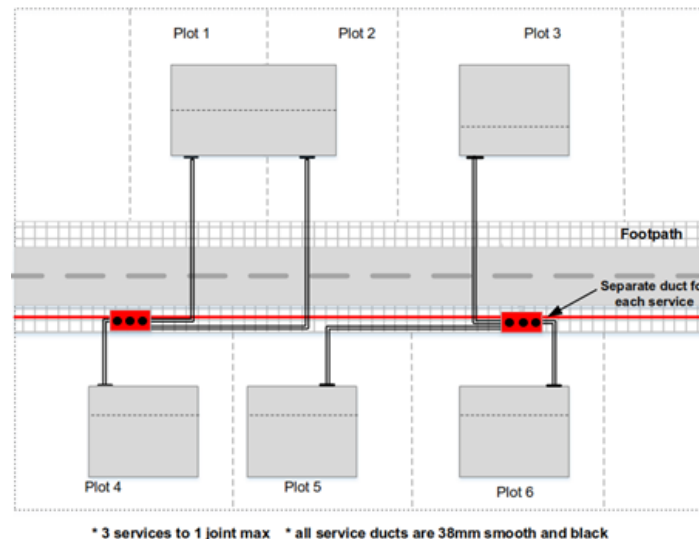 Plot 1
Plot 2
Plot 3
Footpath
Separate duct fo
each service
Plot 4
Plot 5
Plot 6
* 3 services to 1 joint max * all service ducts are 38mm smooth and black